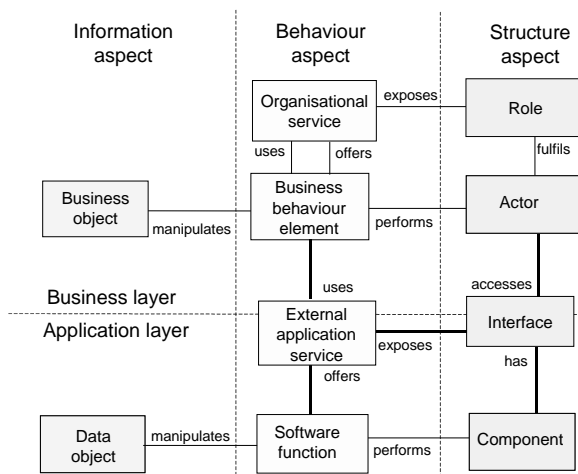 Information
aspect
Behaviour
aspect
Structure
aspect
Organisational
service
exposes
Role
uses
offers
fulfils
Business
object
manipulates
Business
behaviour
element
performs
Actor
uses
accesses
Business layer
Application layer
External
application
service
exposes
Interface
offers
has
Data
object
manipulates
Software
function
performs
Component